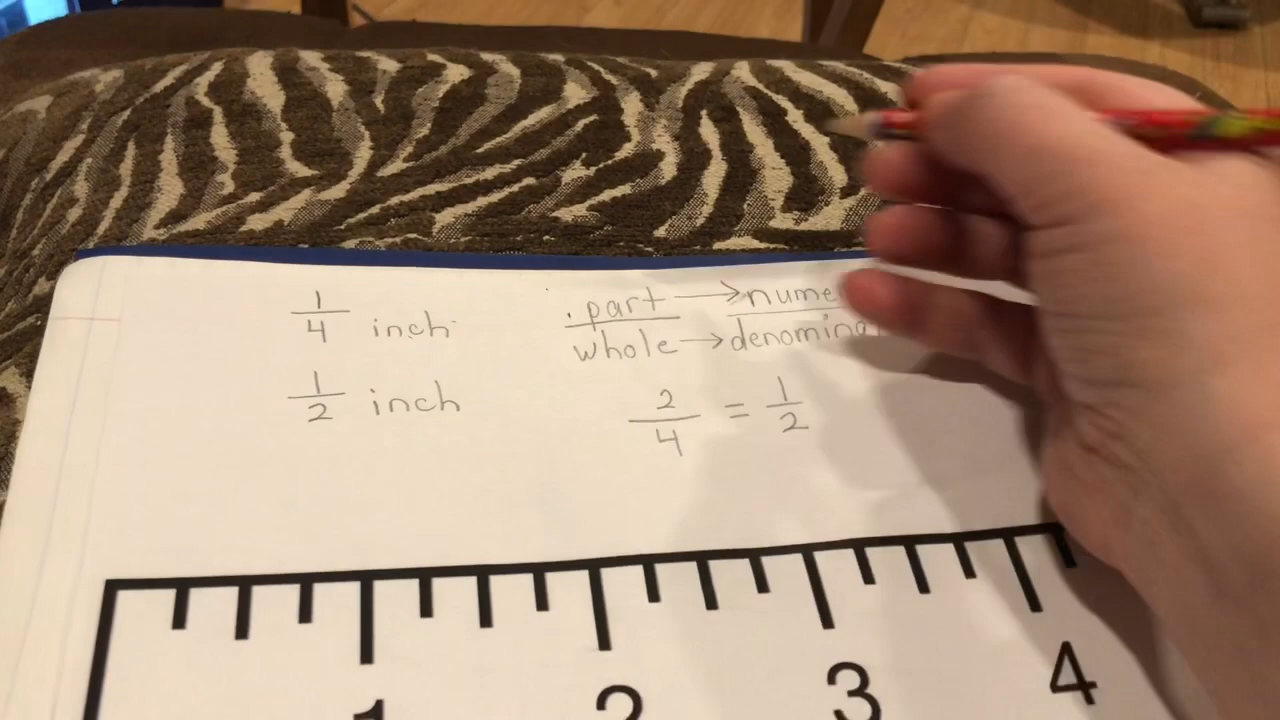 1/4 inch
1/2 inch
part → nume
whole → denomina
2/4 = 1/2
1 2 3 4